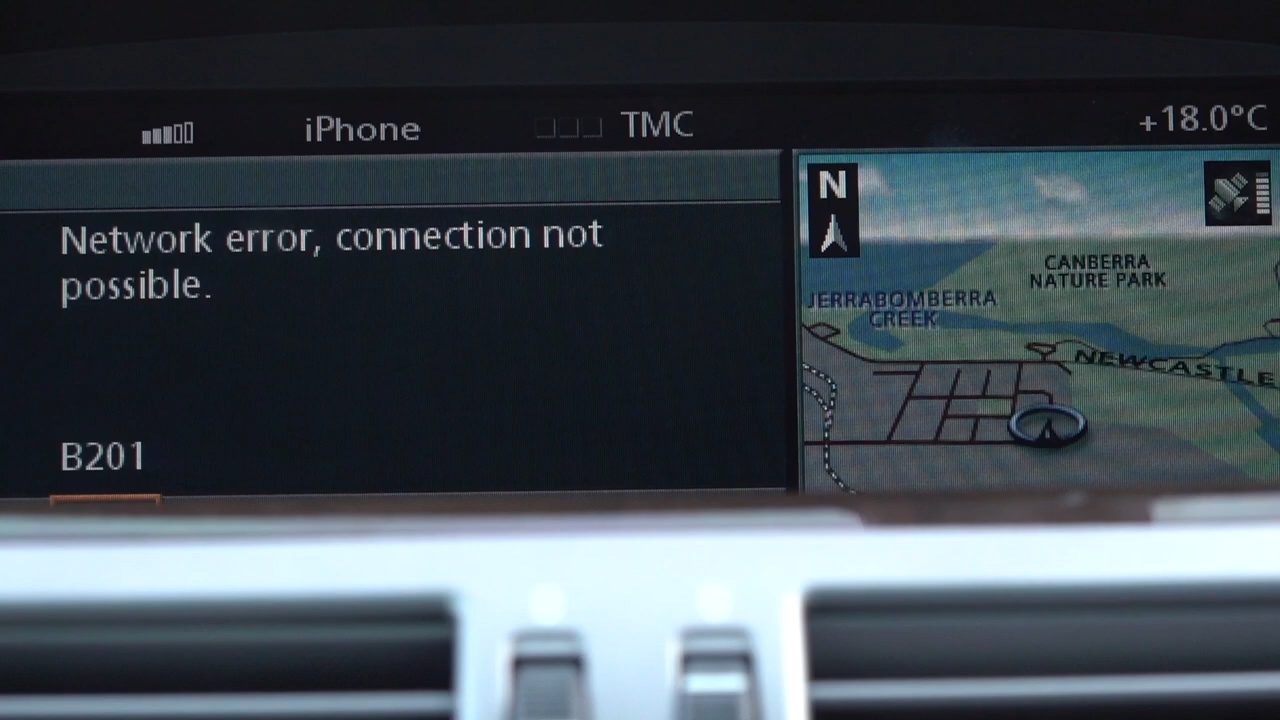 iPhone
TMC
+18.0°C
Network error, connection not
possible.
B201
N
CANBERRA
NATURE PARK
JERRABOMBERRA
CREEK
NEWCASTLE